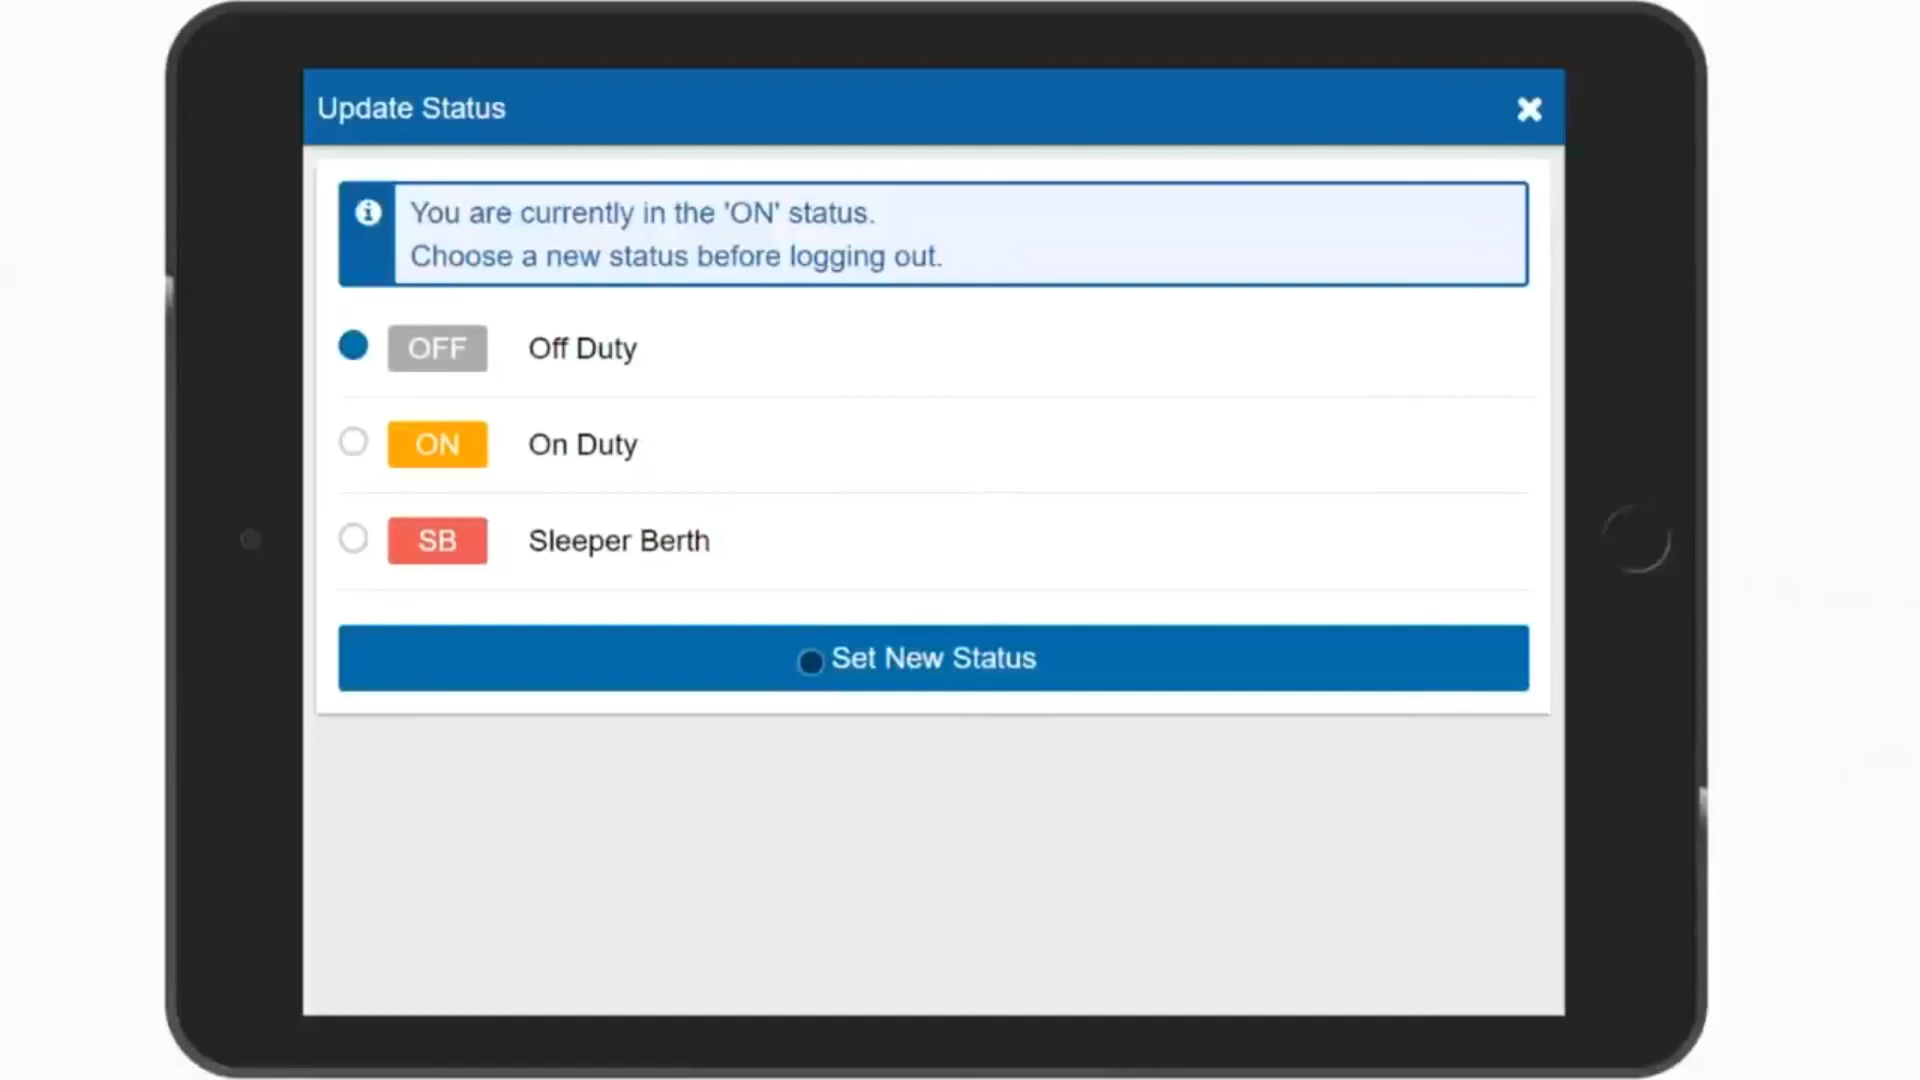 Update Status
You are currently in the 'ON' status.
Choose a new status before logging out.
OFF Off Duty
ON On Duty
SB Sleeper Berth
Set New Status